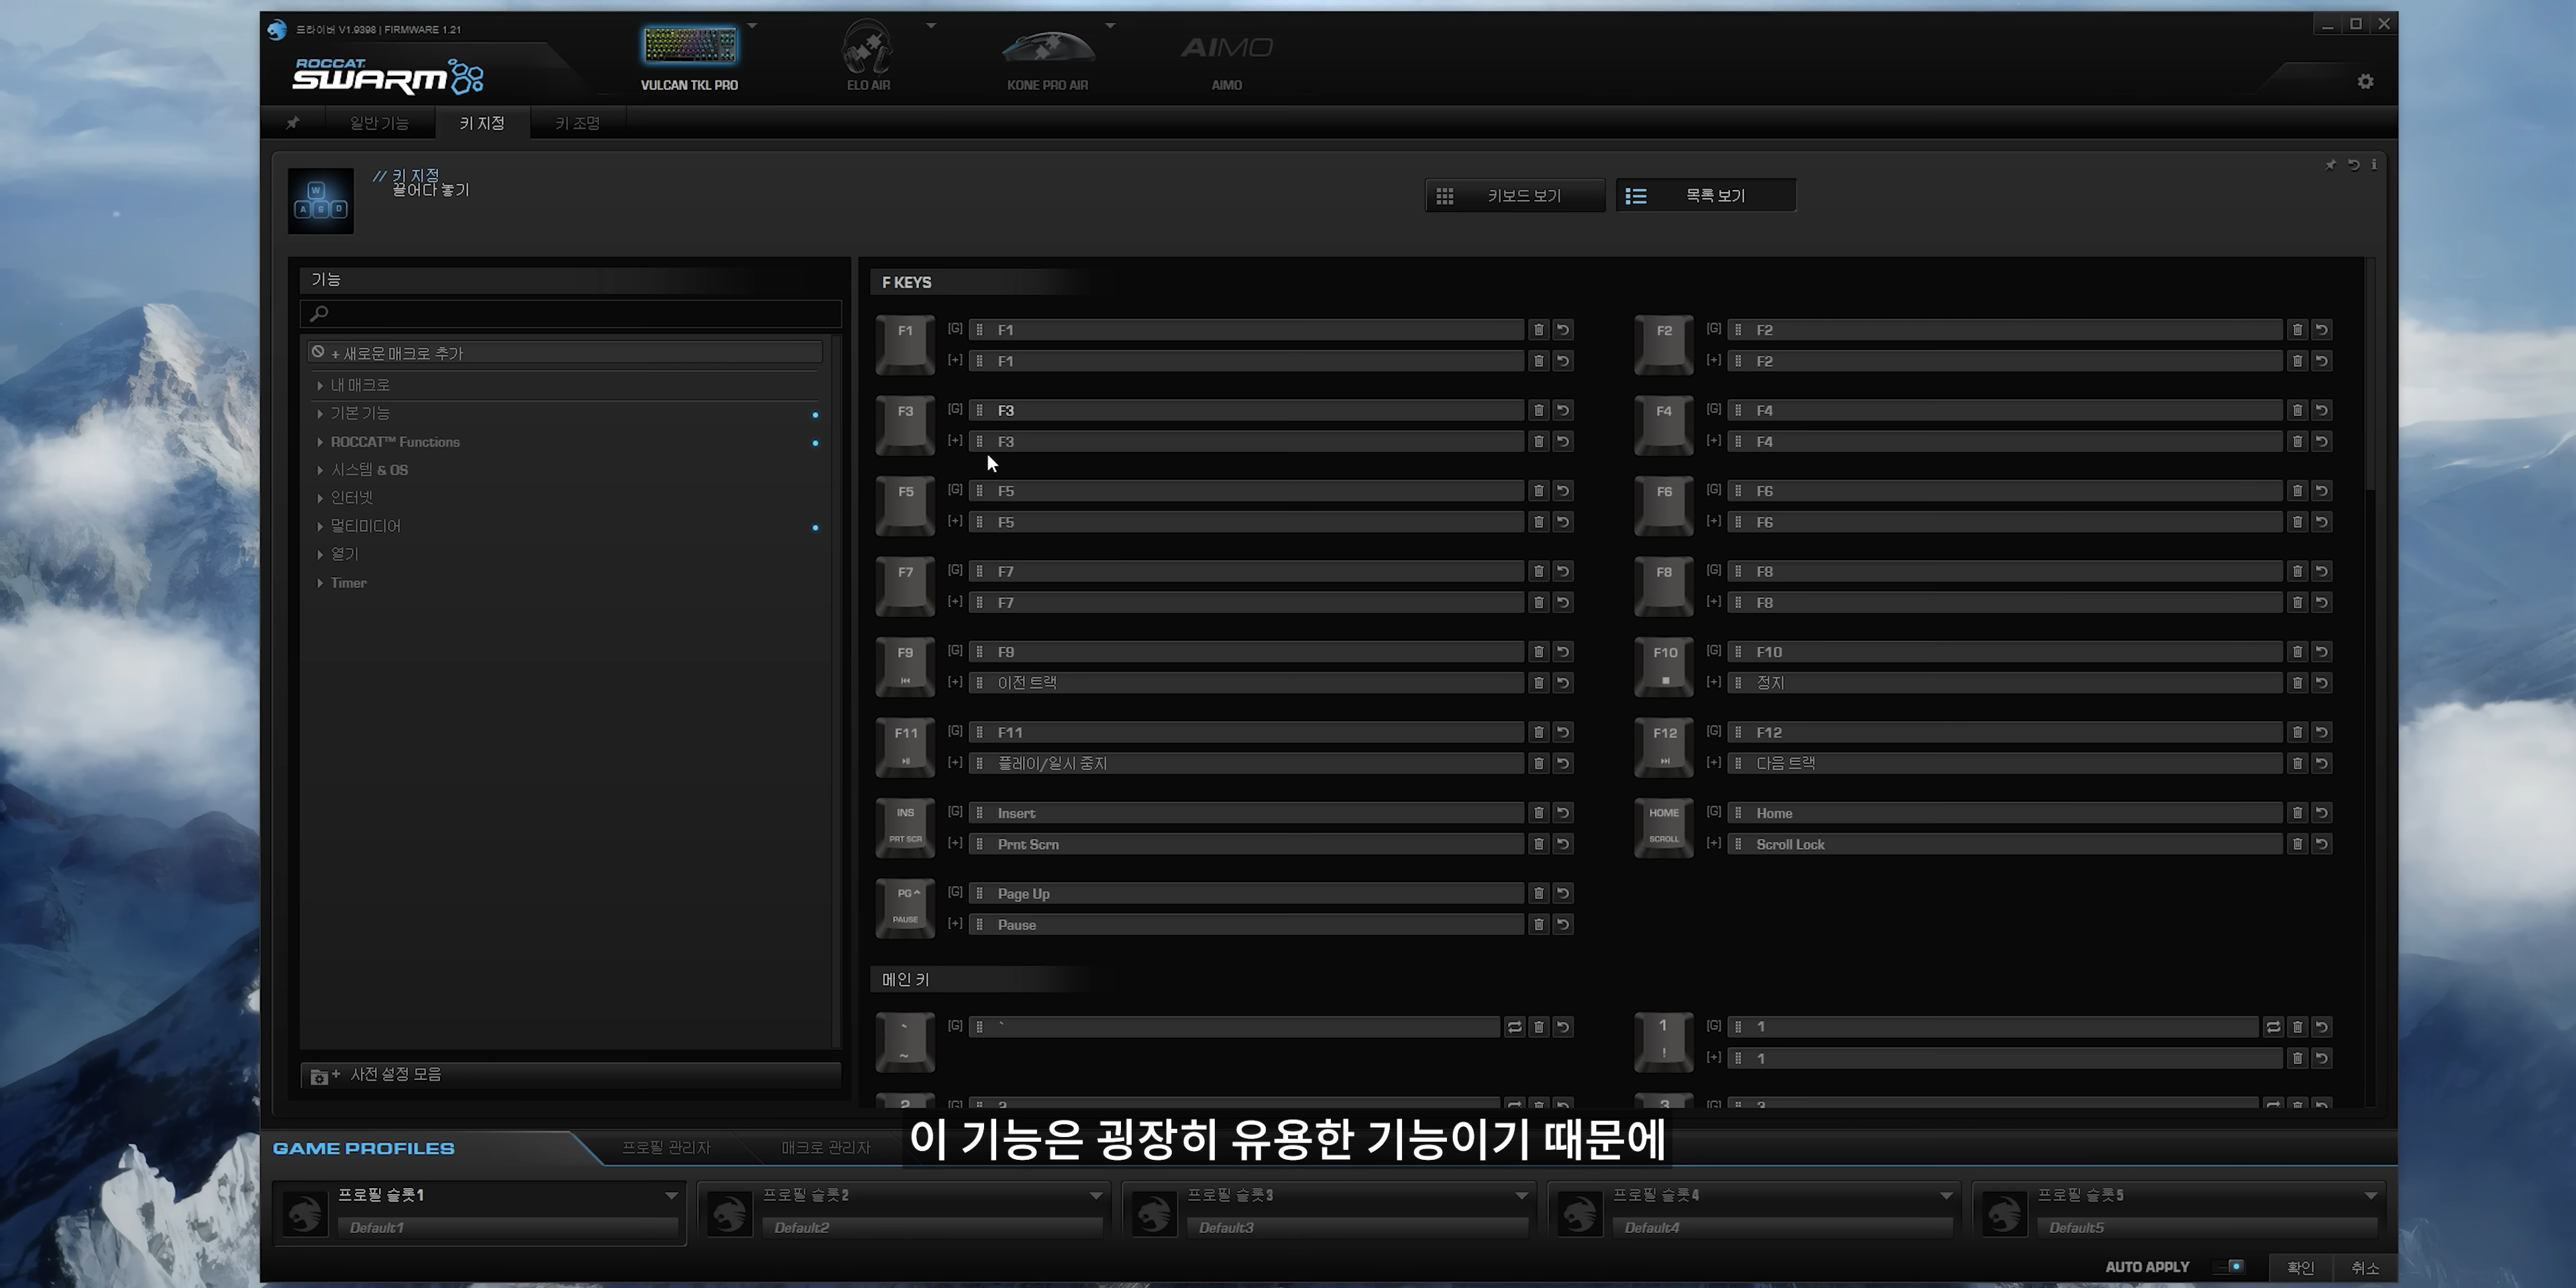 드라이버 V1.9398 | FIRMWARE 1.21
ROCCAT
SWARM
VULCAN TKL PRO
ELO AIR
KONE PRO AIR
AIMO
AIMO
일반 기능
키 지정
키 조명
// 키 지정
끌어다 놓기
W
A S D
키보드 보기
목록 보기
기능
+ 새로운 매크로 추가
내 매크로
기본 기능
ROCCAT™ Functions
시스템 & OS
인터넷
멀티미디어
열기
Timer
+ 사전 설정 모음
F KEYS
F1 [G] F1
[+] F1
F2 [G] F2
[+] F2
F3 [G] F3
[+] F3
F4 [G] F4
[+] F4
F5 [G] F5
[+] F5
F6 [G] F6
[+] F6
F7 [G] F7
[+] F7
F8 [G] F8
[+] F8
F9 [G] F9
[+] 이전 트랙
F10 [G] F10
[+] 정지
F11 [G] F11
[+] 플레이/일시 중지
F12 [G] F12
[+] 다음 트랙
INS [G] Insert
PRT SCR [+] Prnt Scrn
HOME [G] Home
SCROLL [+] Scroll Lock
PG ^ [G] Page Up
PAUSE [+] Pause
메인 키
` [G] `
~
1 [G] 1
! [+] 1
2 [G] 2
3 [G] 3
이 기능은 굉장히 유용한 기능이기 때문에
GAME PROFILES
프로필 관리자
매크로 관리자
프로필 슬롯1
Default1
프로필 슬롯2
Default2
프로필 슬롯3
Default3
프로필 슬롯4
Default4
프로필 슬롯5
Default5
AUTO APPLY
확인
취소